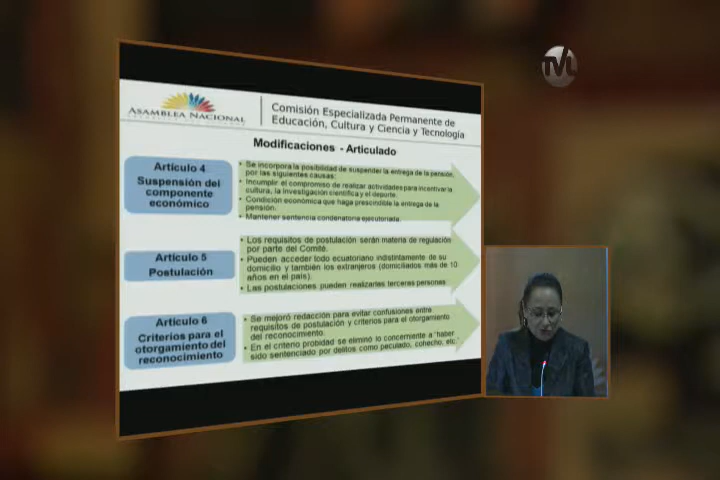 TVL
ASAMBLEA NACIONAL
Comisión Especializada Permanente de
Educación, Cultura y Ciencia y Tecnología
Modificaciones - Articulado
Artículo 4
Suspensión del
componente
económico
• Se incorpora la posibilidad de suspender la entrega de la pensión,
por las siguientes causas:
• Incumplir el compromiso de realizar actividades para incentivar la
cultura, la investigación científica y el deporte.
• Condición económica que haga prescindible la entrega de la
pensión.
• Mantener sentencia condenatoria ejecutoriada.
Artículo 5
Postulación
• Los requisitos de postulación serán materia de regulación
por parte del Comité.
• Pueden acceder todo ecuatoriano indistintamente de su
domicilio y también los extranjeros (domiciliados más de 10
años en el país).
• Las postulaciones pueden realizarlas terceras personas
Artículo 6
Criterios para el
otorgamiento del
reconocimiento
• Se mejoró redacción para evitar confusiones entre
requisitos de postulación y criterios para el otorgamiento
del reconocimiento.
• En el criterio probidad se eliminó lo concerniente a "haber
sido sentenciado por delitos como peculado, cohecho, etc."